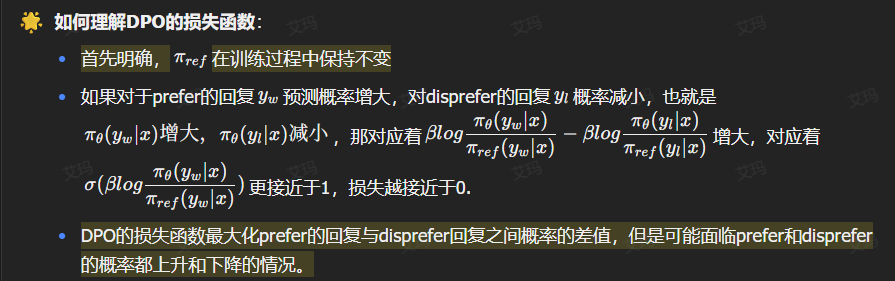 如何理解DPO的损失函数：
首先明确， π_ref 在训练过程中保持不变
如果对于prefer的回复 y_w 预测概率增大，对disprefer的回复 y_l 概率减小，也就是
π_θ(y_w|x)增大，π_θ(y_l|x)减小 ，那对应着 βlog π_θ(y_w|x)/π_ref(y_w|x) − βlog π_θ(y_l|x)/π_ref(y_l|x) 增大，对应着
σ(βlog π_θ(y_w|x)/π_ref(y_w|x)) 更接近于1，损失越接近于0.
DPO的损失函数最大化prefer的回复与disprefer回复之间概率的差值，但是可能面临prefer和disprefer
的概率都上升和下降的情况。
艾玛